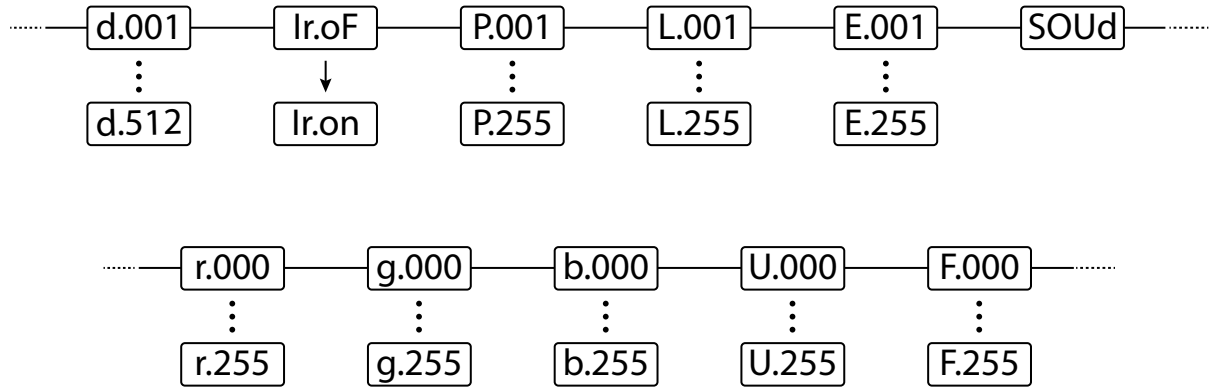 d.001 Ir.oF P.001 L.001 E.001 SOUd
d.512 Ir.on P.255 L.255 E.255
r.000 g.000 b.000 U.000 F.000
r.255 g.255 b.255 U.255 F.255